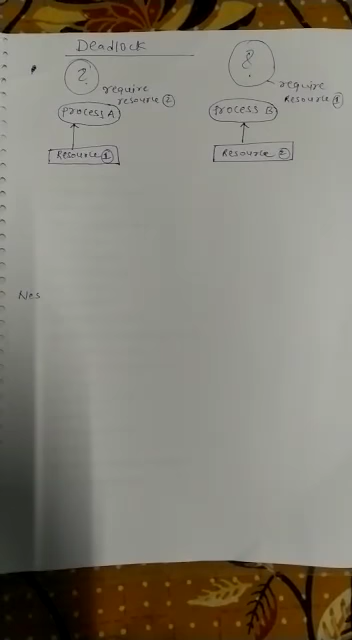 Deadlock
?
require
resource 2
Process A
Resource 1
?
require
Resource 1
Process B
Resource 2
Nes